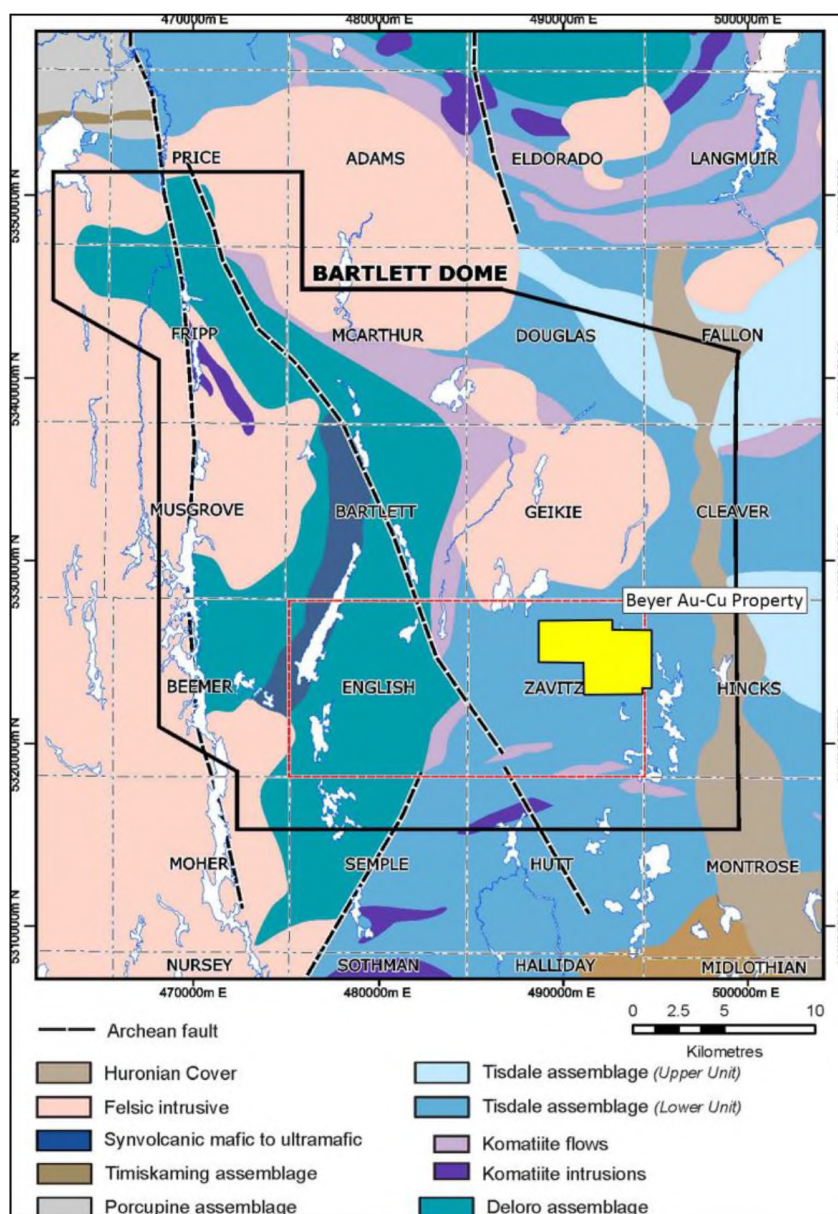 470000m E 480000m E 490000m E 500000m E
PRICE ADAMS ELDORADO LANGMUIR
5350000m N
BARTLETT DOME
FRIPP MCARTHUR DOUGLAS FALLON
5340000m N
MUSGROVE BARTLETT GEIKIE CLEAVER
5330000m N
Beyer Au-Cu Property
BEEMER ENGLISH ZAVITZ HINCKS
5320000m N
MOHER SEMPLE HUTT MONTROSE
5310000m N
NURSEY SOTHMAN HALLIDAY MIDLOTHIAN
470000m E 480000m E 490000m E 500000m E
Archean fault
0 2.5 5 10
Kilometres
Huronian Cover
Felsic intrusive
Synvolcanic mafic to ultramafic
Timiskaming assemblage
Porcupine assemblage
Tisdale assemblage (Upper Unit)
Tisdale assemblage (Lower Unit)
Komatiite flows
Komatiite intrusions
Deloro assemblage